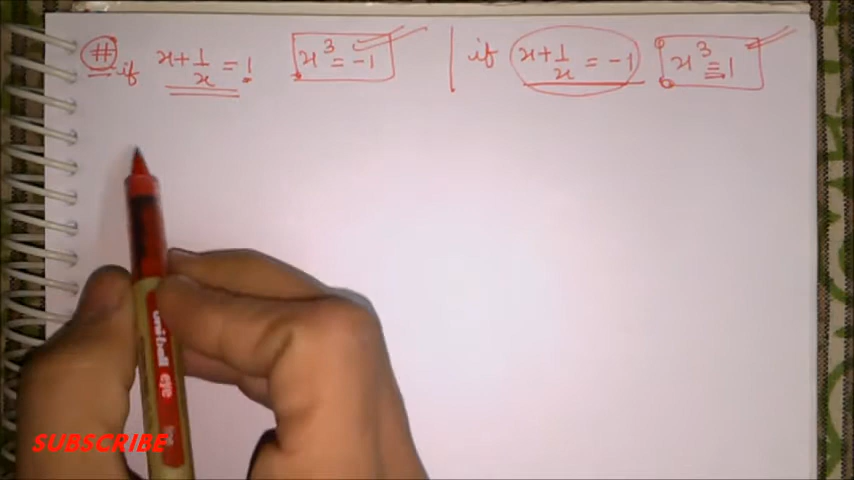 # if x + 1/x = 1   x³ = -1 | if x + 1/x = -1   x³ = 1
uni-ball eye
SUBSCRIBE